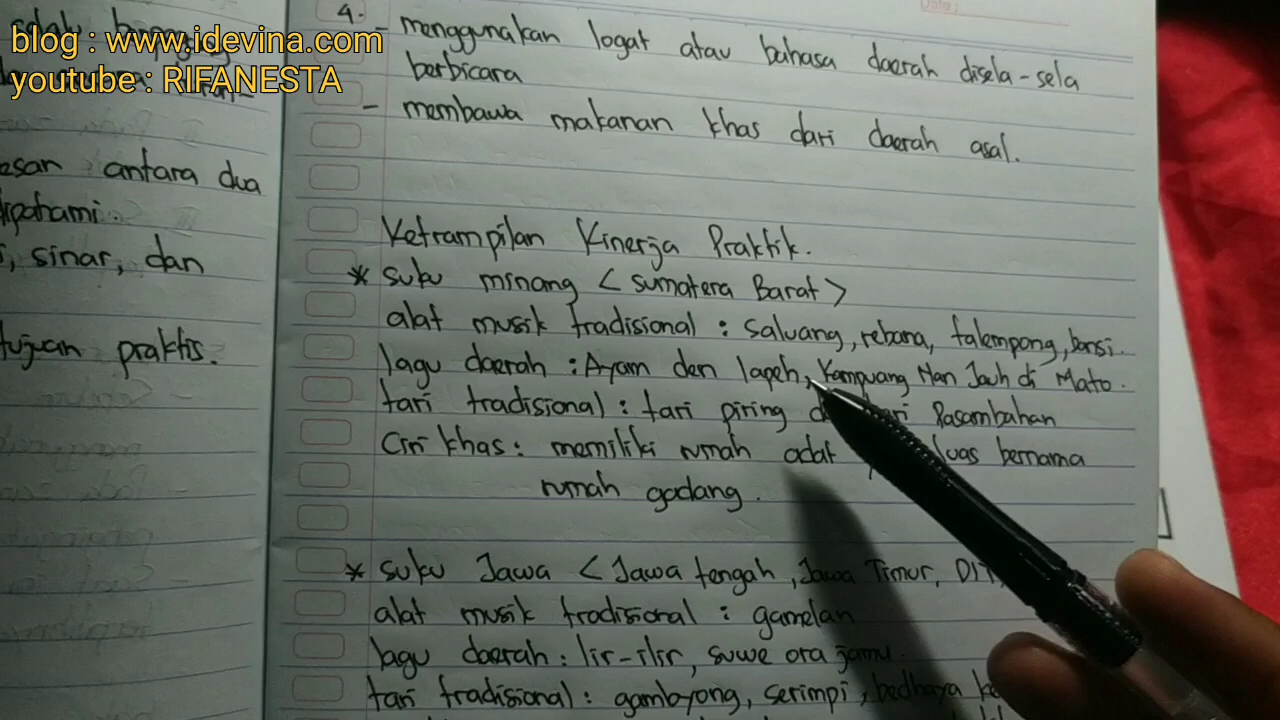 blog : www.idevina.com
youtube : RIFANESTA
esan antara dua
dipahami.
i, sinar, dan
tujuan praktis.
4. - menggunakan logat atau bahasa daerah disela-sela
berbicara
- membawa makanan khas dari daerah asal.
Ketrampilan Kinerja Praktik.
* suku minang < Sumatera Barat >
alat musik tradisional : saluang, rebana, talempong, bansi.
lagu daerah : Ayam den lapeh, Kampuang Nan Jauh di Mato.
tari tradisional : tari piring dan tari Pasambahan
Ciri khas : memiliki rumah adat luas bernama
rumah gadang.
* suku Jawa < Jawa tengah, Jawa Timur, DIY
alat musik tradisional : gamelan
lagu daerah : lir-ilir, suwe ora jamu.
tari tradisional : gambyong, serimpi, bedhaya